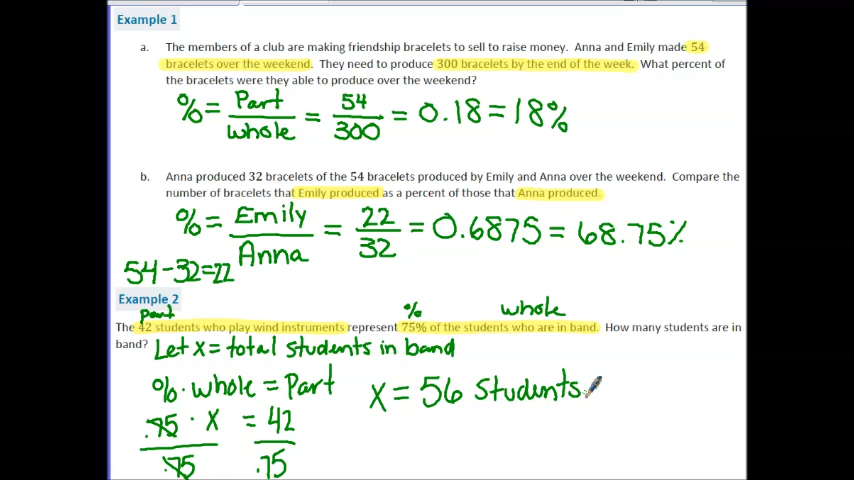 Example 1
a. The members of a club are making friendship bracelets to sell to raise money. Anna and Emily made 54
bracelets over the weekend. They need to produce 300 bracelets by the end of the week. What percent of
the bracelets were they able to produce over the weekend?
% = Part / whole = 54 / 300 = 0.18 = 18%
b. Anna produced 32 bracelets of the 54 bracelets produced by Emily and Anna over the weekend. Compare the
number of bracelets that Emily produced as a percent of those that Anna produced.
% = Emily / Anna = 22 / 32 = 0.6875 = 68.75%
54 - 32 = 22
Example 2
part % whole
The 42 students who play wind instruments represent 75% of the students who are in band. How many students are in
band? Let x = total students in band
% · whole = Part
x = 56 students
.75 · x = 42
.75 .75